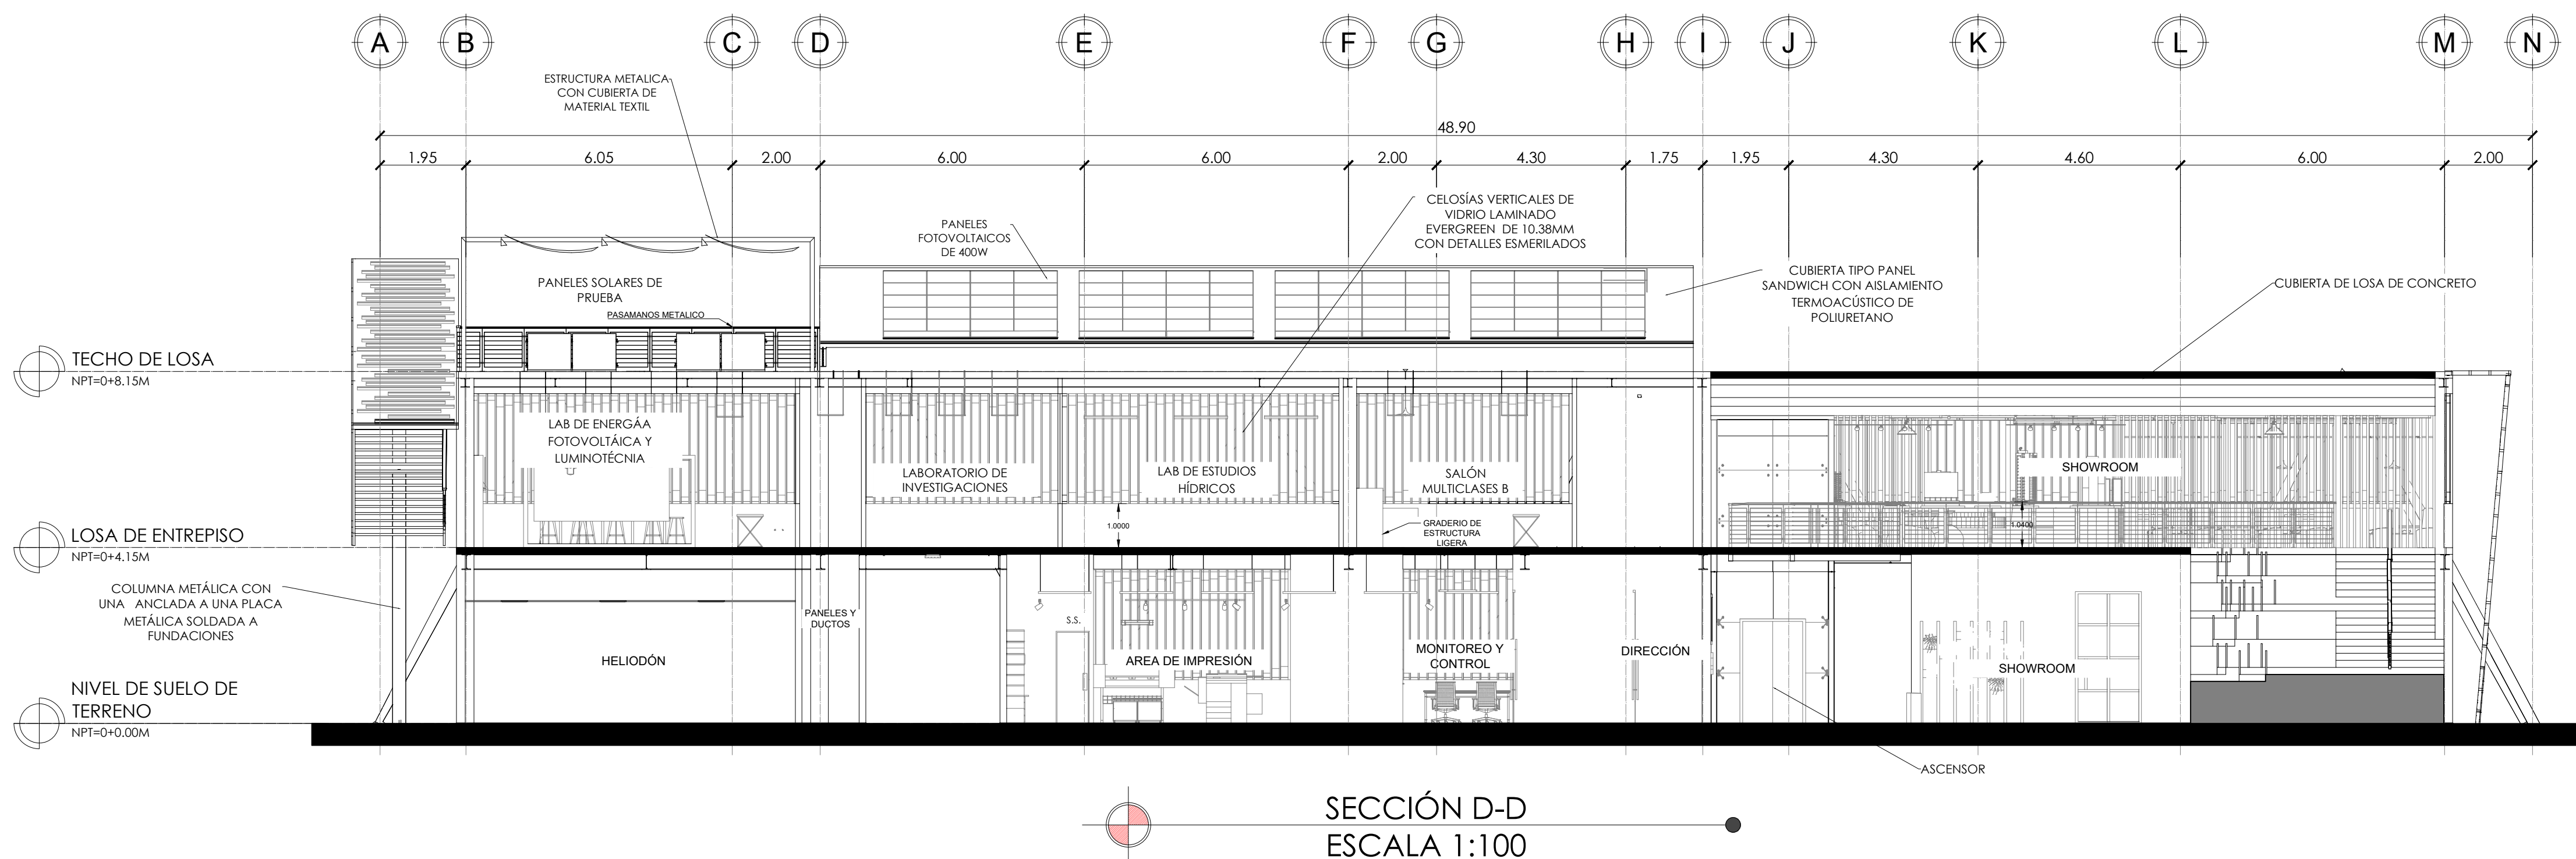 A B C D E F G H I J K L M N
ESTRUCTURA METALICA
CON CUBIERTA DE
MATERIAL TEXTIL
48.90
1.95 6.05 2.00 6.00 6.00 2.00 4.30 1.75 1.95 4.30 4.60 6.00 2.00
CELOSÍAS VERTICALES DE
VIDRIO LAMINADO
EVERGREEN DE 10.38MM
CON DETALLES ESMERILADOS
PANELES
FOTOVOLTAICOS
DE 400W
CUBIERTA TIPO PANEL
SANDWICH CON AISLAMIENTO
TERMOACÚSTICO DE
POLIURETANO
CUBIERTA DE LOSA DE CONCRETO
PANELES SOLARES DE
PRUEBA
PASAMANOS METALICO
TECHO DE LOSA
NPT=0+8.15M
LAB DE ENERGÁA
FOTOVOLTÁICA Y
LUMINOTÉCNIA
LABORATORIO DE
INVESTIGACIONES
LAB DE ESTUDIOS
HÍDRICOS
SALÓN
MULTICLASES B
SHOWROOM
1.0000
GRADERIO DE
ESTRUCTURA
LIGERA
1.0400
LOSA DE ENTREPISO
NPT=0+4.15M
COLUMNA METÁLICA CON
UNA ANCLADA A UNA PLACA
METÁLICA SOLDADA A
FUNDACIONES
PANELES Y
DUCTOS
S.S.
HELIODÓN
AREA DE IMPRESIÓN
MONITOREO Y
CONTROL
DIRECCIÓN
SHOWROOM
NIVEL DE SUELO DE
TERRENO
NPT=0+0.00M
ASCENSOR
SECCIÓN D-D
ESCALA 1:100